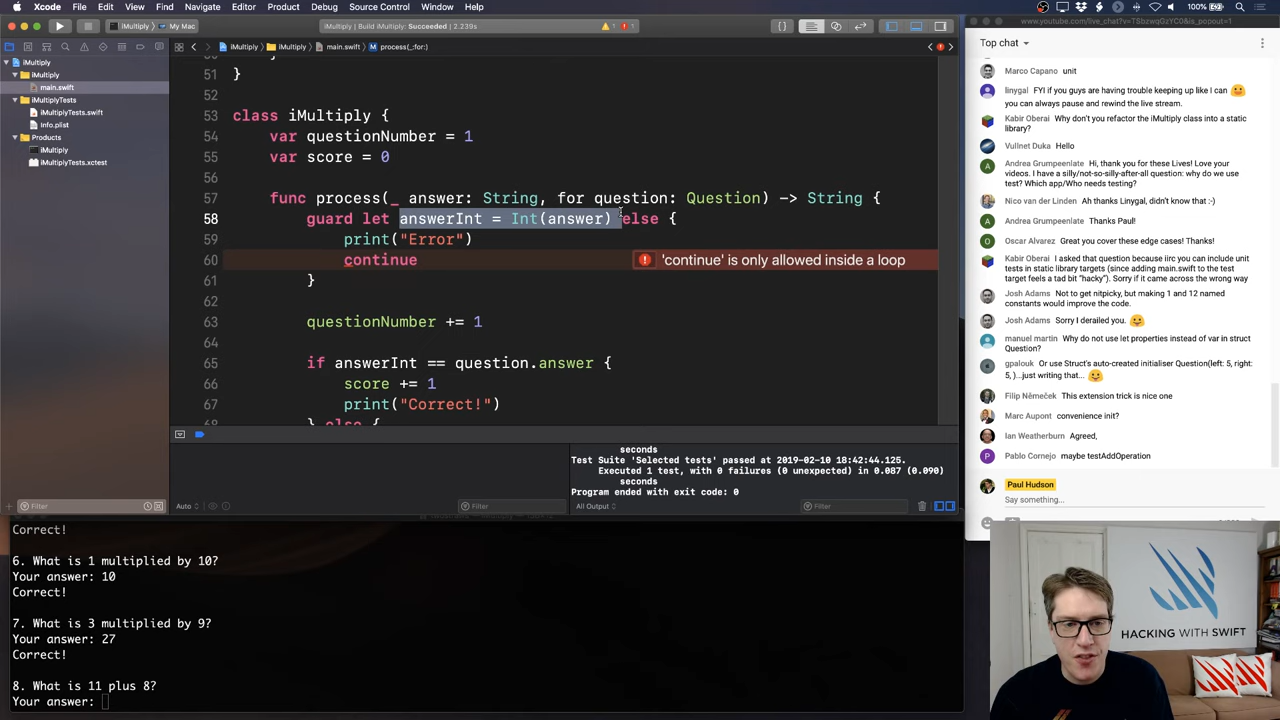 Xcode File Edit View Find Navigate Editor Product Debug Source Control Window Help
iMultiply My Mac
iMultiply | Build iMultiply: Succeeded | 2.239s
1 1
www.youtube.com/live_chat?v=TSbzwqGzYC0&is_popout=1
iMultiply iMultiply main.swift process(_:for:)
iMultiply
iMultiply
main.swift
iMultiplyTests
iMultiplyTests.swift
Info.plist
Products
iMultiply
iMultiplyTests.xctest
Filter
51 }
52
53 class iMultiply {
54 var questionNumber = 1
55 var score = 0
56
57 func process(_ answer: String, for question: Question) -> String {
58 guard let answerInt = Int(answer) else {
59 print("Error")
60 continue
'continue' is only allowed inside a loop
61 }
62
63 questionNumber += 1
64
65 if answerInt == question.answer {
66 score += 1
67 print("Correct!")
68 } else {
Auto
Filter
seconds
Test Suite 'Selected tests' passed at 2019-02-10 18:42:44.125.
Executed 1 test, with 0 failures (0 unexpected) in 0.087 (0.090)
seconds
Program ended with exit code: 0
All Output
Filter
Correct!
6. What is 1 multiplied by 10?
Your answer: 10
Correct!
7. What is 3 multiplied by 9?
Your answer: 27
Correct!
8. What is 11 plus 8?
Your answer:
Top chat
Marco Capano unit
linygal FYI if you guys are having trouble keeping up like I can
you can always pause and rewind the live stream.
Kabir Oberai Why don't you refactor the iMultiply class into a static
library?
Vullnet Duka Hello
Andrea Grumpeenlate Hi, thank you for these Lives! Love your
videos. I have a silly/not-so-silly-after-all question: why do we use
test? Which app/Who needs testing?
Nico van der Linden Ah thanks Linygal, didn't know that :-)
Andrea Grumpeenlate Thanks Paul!
Oscar Alvarez Great you cover these edge cases! Thanks!
Kabir Oberai I asked that question because iirc you can include unit
tests in static library targets (since adding main.swift to the test
target feels a tad bit "hacky"). Sorry if it came across the wrong way
Josh Adams Not to get nitpicky, but making 1 and 12 named
constants would improve the code.
Josh Adams Sorry I derailed you.
manuel martin Why do not use let properties instead of var in struct
Question?
gpalouk Or use Struct's auto-created initialiser Question(left: 5, right:
5, )...just writing that...
Filip Němeček This extension trick is nice one
Marc Aupont convenience init?
Ian Weatherburn Agreed,
Pablo Cornejo maybe testAddOperation
Paul Hudson
Say something...
HACKING WITH SWIFT